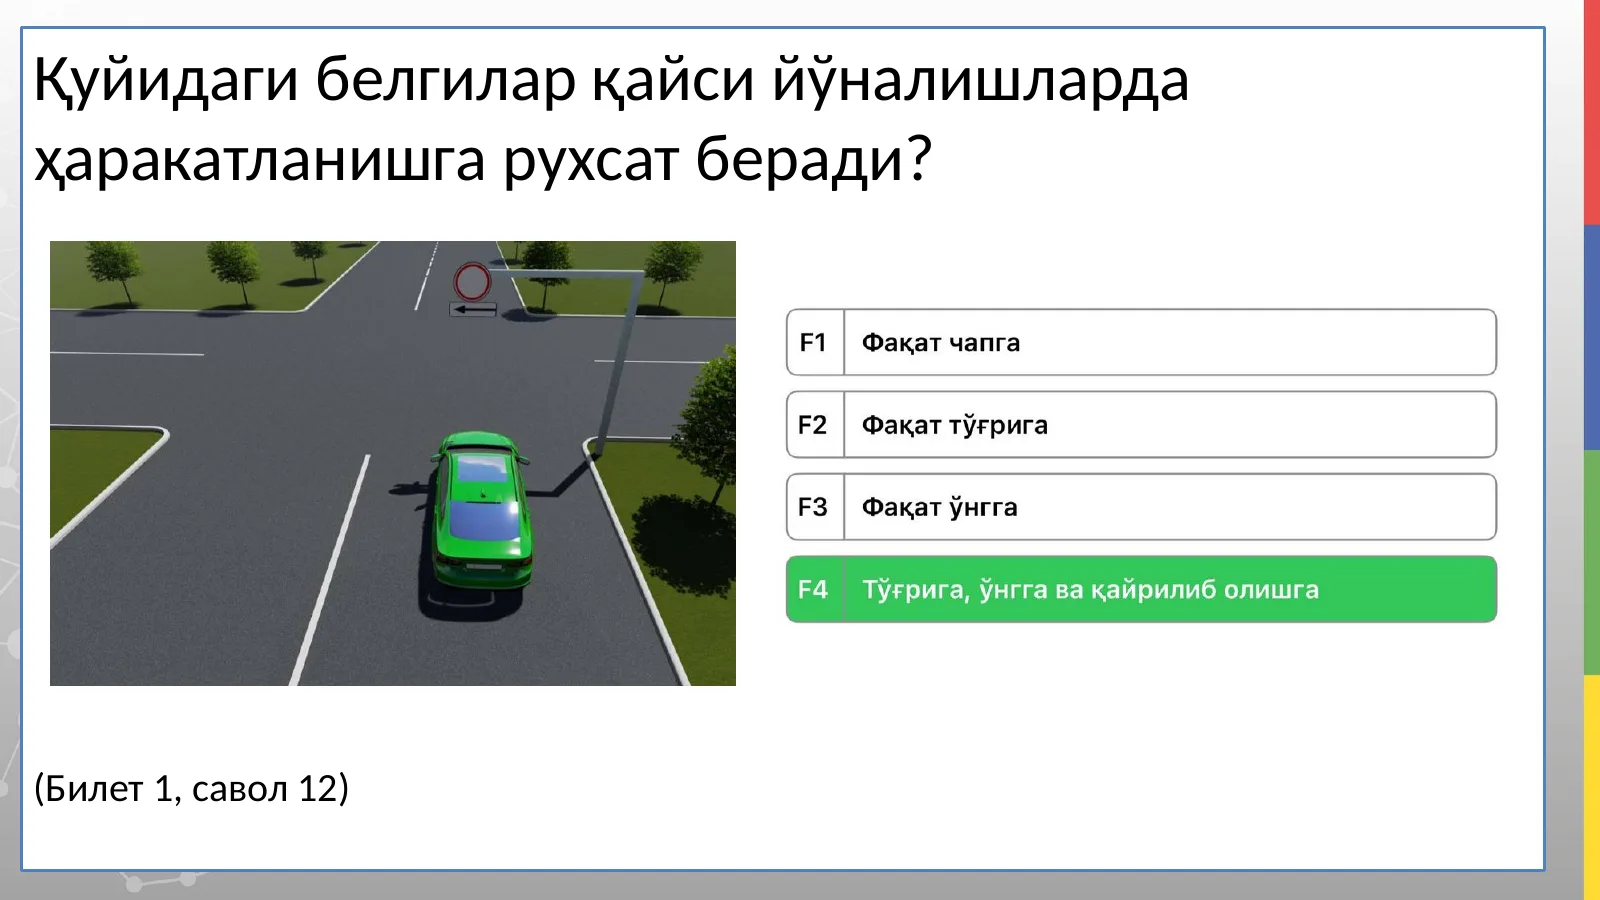 Қуйидаги белгилар қайси йўналишларда
ҳаракатланишга рухсат беради?
F1 Фақат чапга
F2 Фақат тўғрига
F3 Фақат ўнгга
F4 Тўғрига, ўнгга ва қайрилиб олишга
(Билет 1, савол 12)